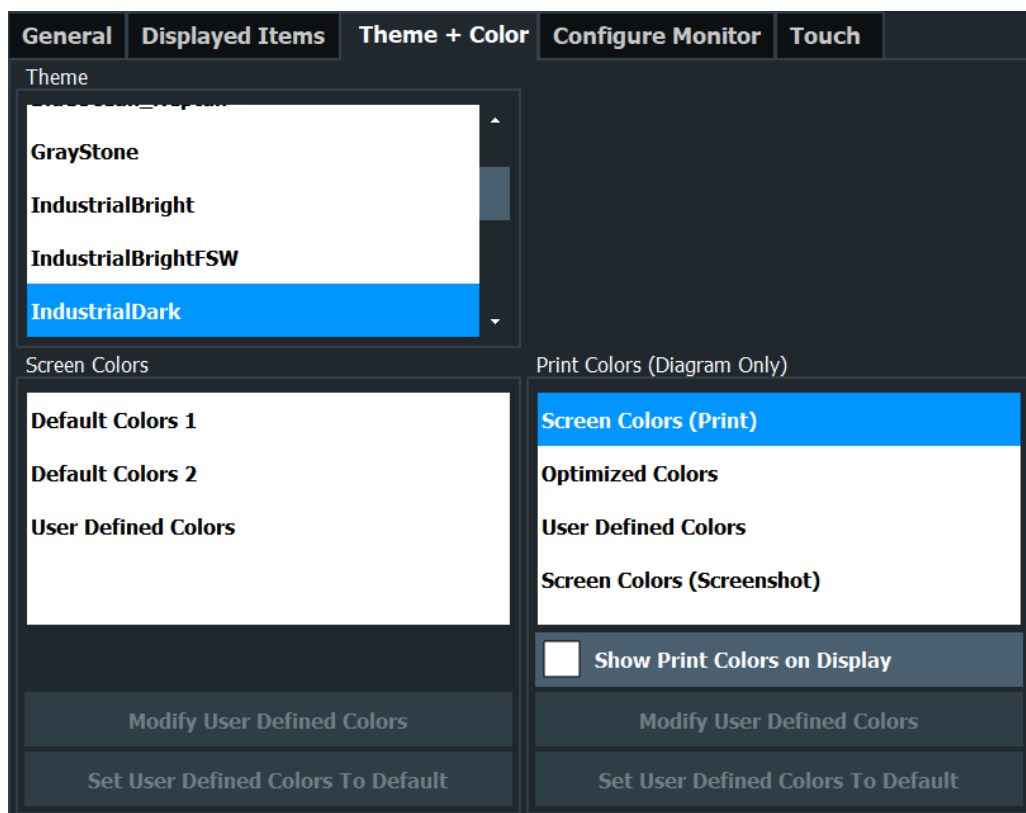 General
Displayed Items
Theme + Color
Configure Monitor
Touch
Theme
GrayStone
IndustrialBright
IndustrialBrightFSW
IndustrialDark
Screen Colors
Default Colors 1
Default Colors 2
User Defined Colors
Modify User Defined Colors
Set User Defined Colors To Default
Print Colors (Diagram Only)
Screen Colors (Print)
Optimized Colors
User Defined Colors
Screen Colors (Screenshot)
Show Print Colors on Display
Modify User Defined Colors
Set User Defined Colors To Default